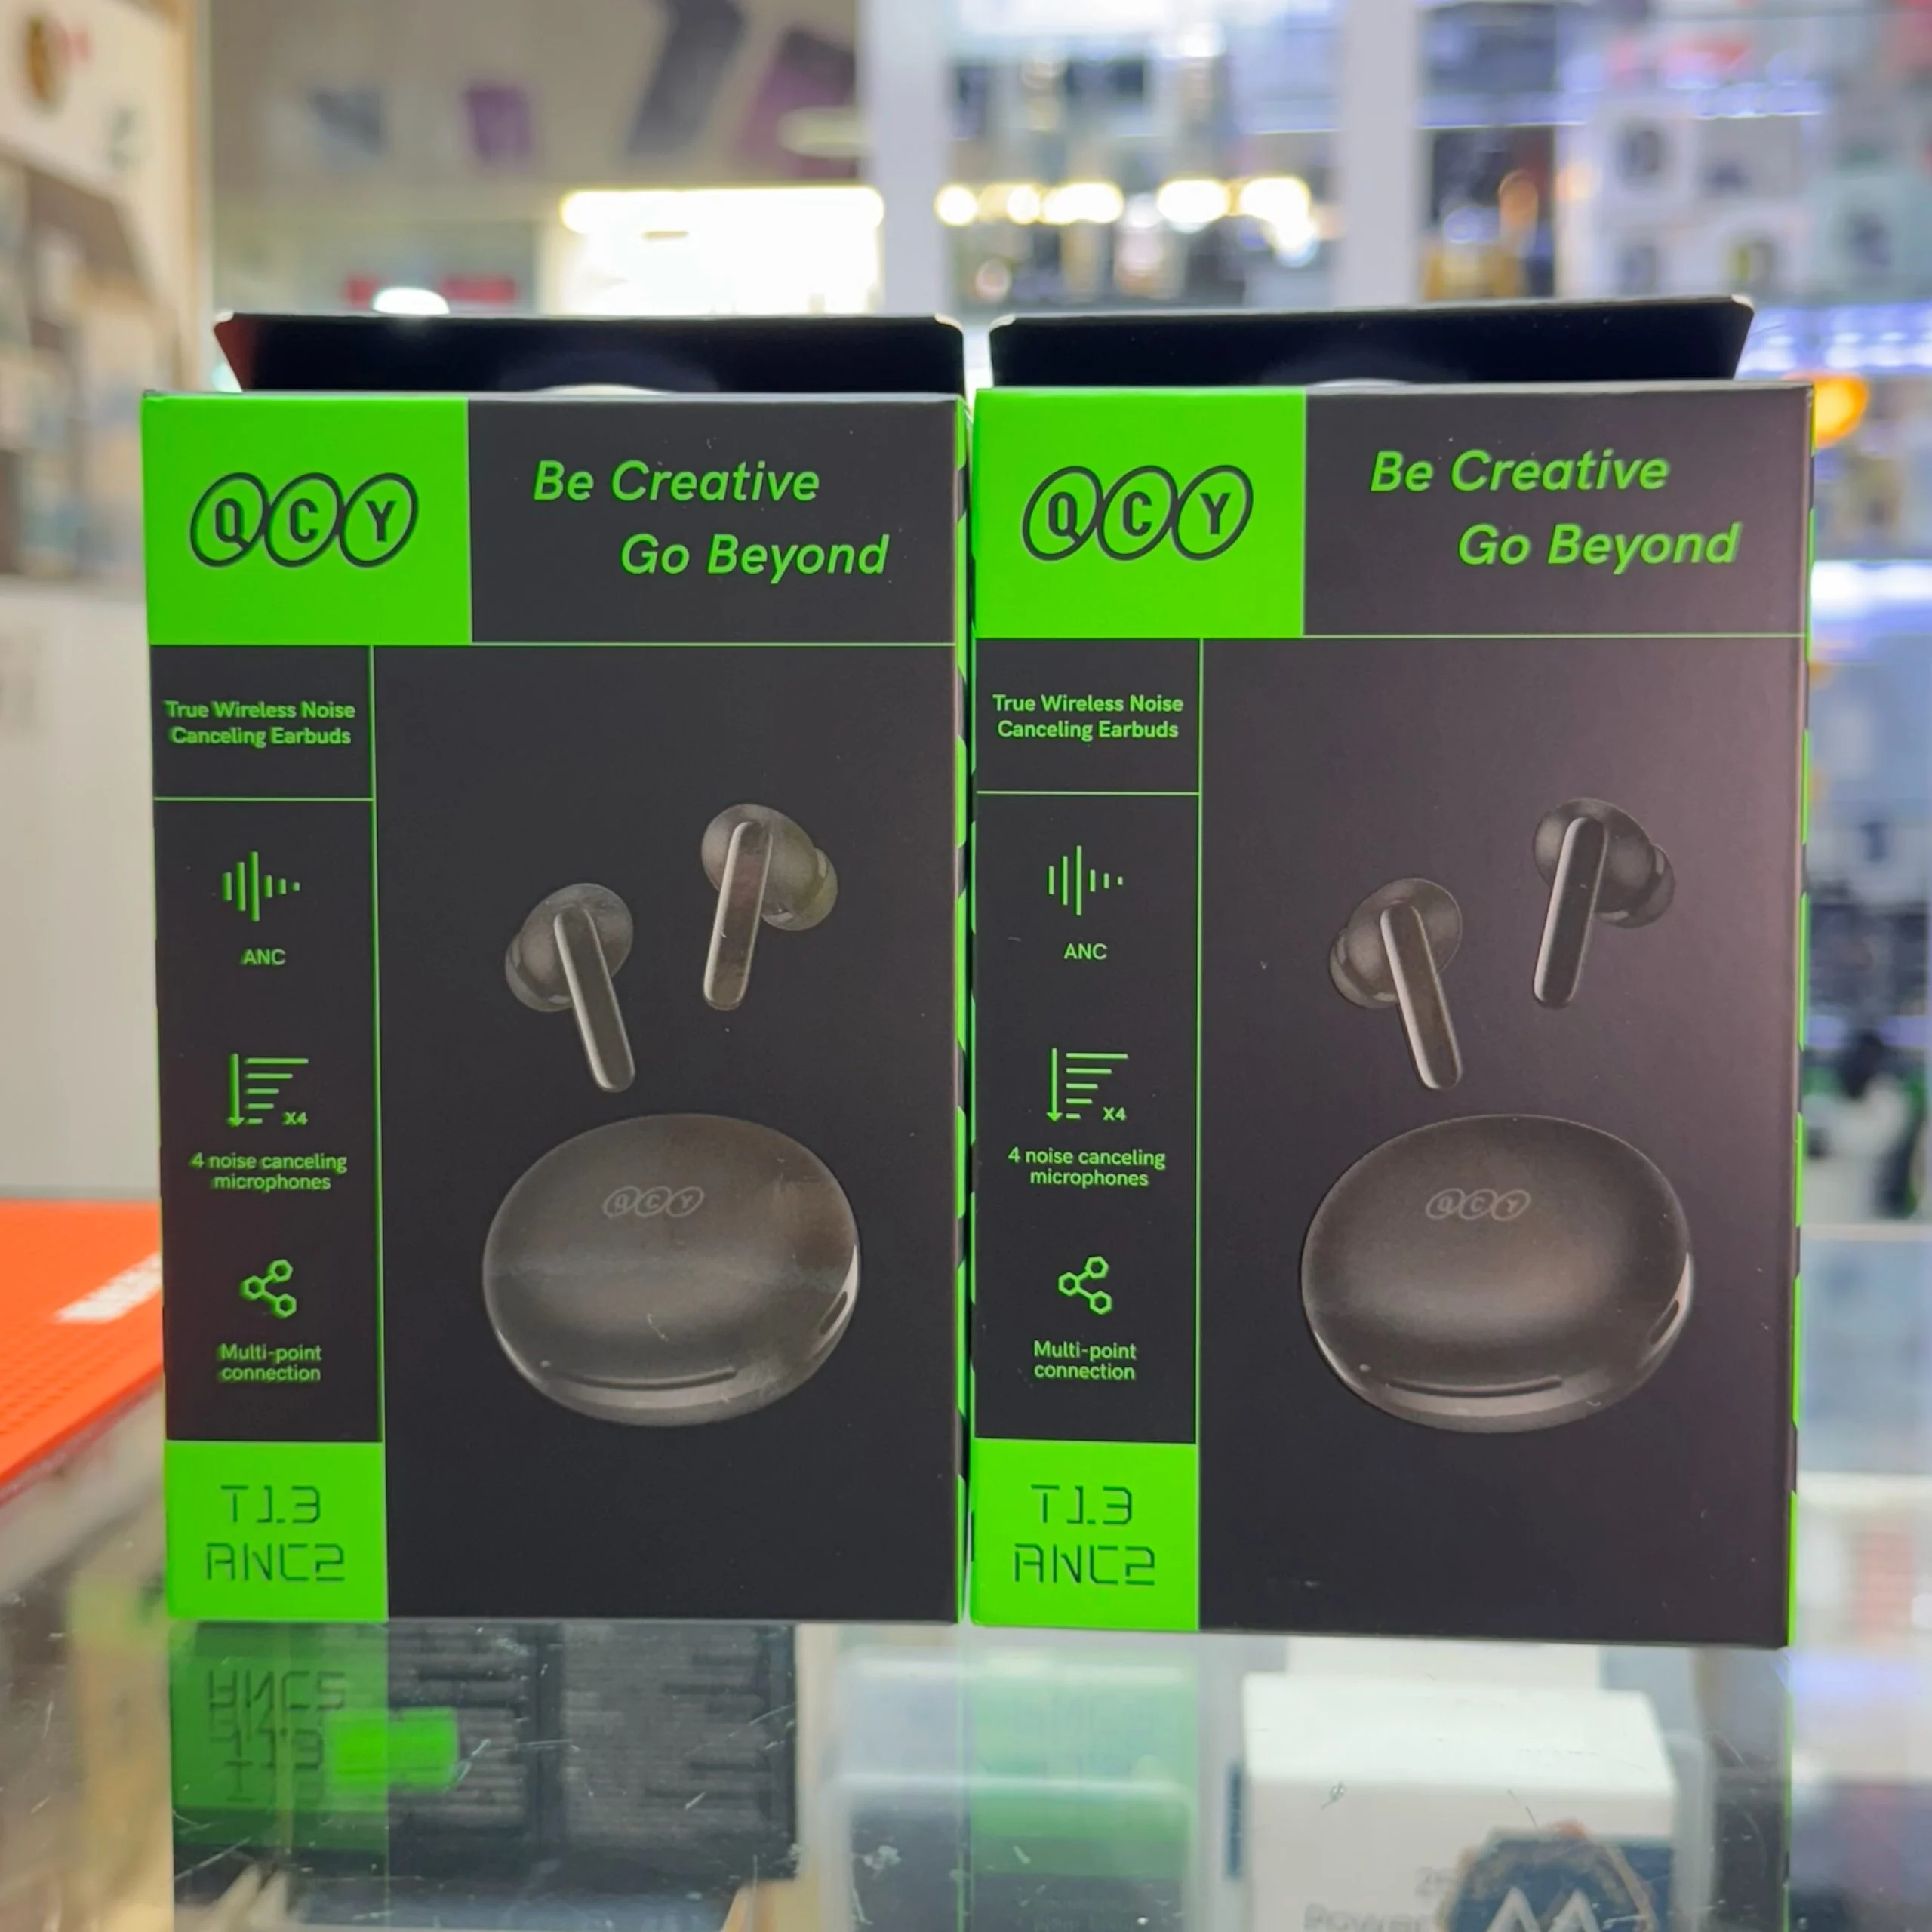 QCY
Be Creative
Go Beyond
True Wireless Noise
Canceling Earbuds
ANC
X4
4 noise canceling
microphones
Multi-point
connection
QCY
T13
ANC2
QCY
Be Creative
Go Beyond
True Wireless Noise
Canceling Earbuds
ANC
X4
4 noise canceling
microphones
Multi-point
connection
QCY
T13
ANC2